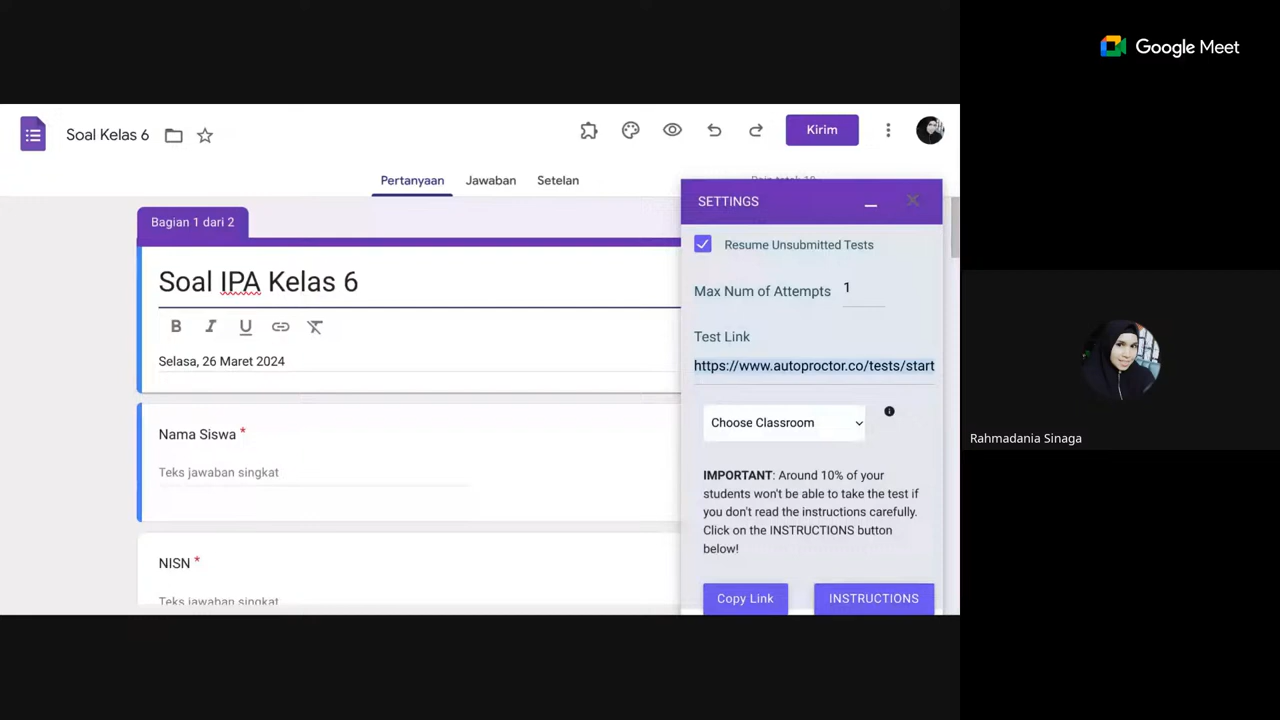 Google Meet
Soal Kelas 6
Kirim
Pertanyaan
Jawaban
Setelan
Bagian 1 dari 2
Soal IPA Kelas 6
B I U
Selasa, 26 Maret 2024
Nama Siswa *
Teks jawaban singkat
NISN *
Teks jawaban singkat
SETTINGS
Resume Unsubmitted Tests
Max Num of Attempts 1
Test Link
https://www.autoproctor.co/tests/start
Choose Classroom
IMPORTANT: Around 10% of your
students won't be able to take the test if
you don't read the instructions carefully.
Click on the INSTRUCTIONS button
below!
Copy Link
INSTRUCTIONS
Rahmadania Sinaga